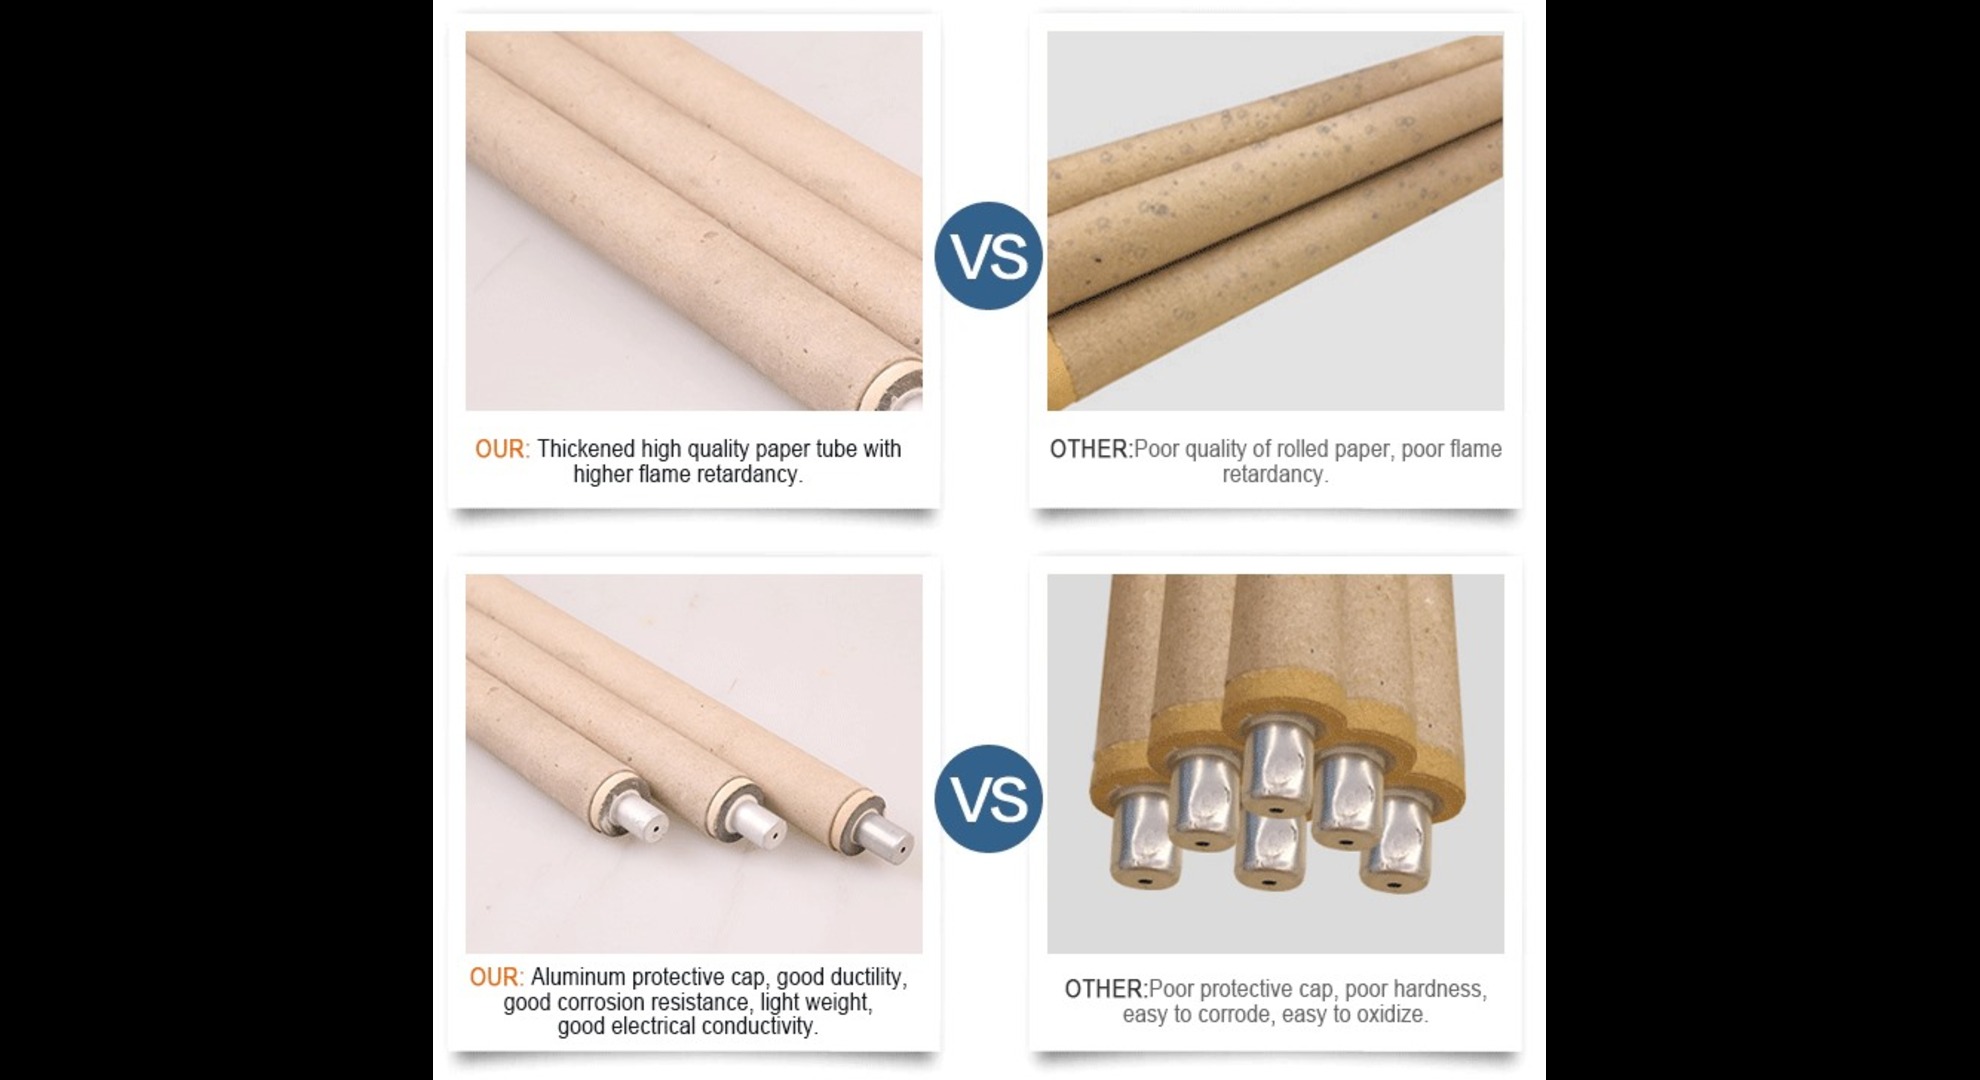 VS
OUR: Thickened high quality paper tube with
higher flame retardancy.
OTHER:Poor quality of rolled paper, poor flame
retardancy.
VS
OUR: Aluminum protective cap, good ductility,
good corrosion resistance, light weight,
good electrical conductivity.
OTHER:Poor protective cap, poor hardness,
easy to corrode, easy to oxidize.